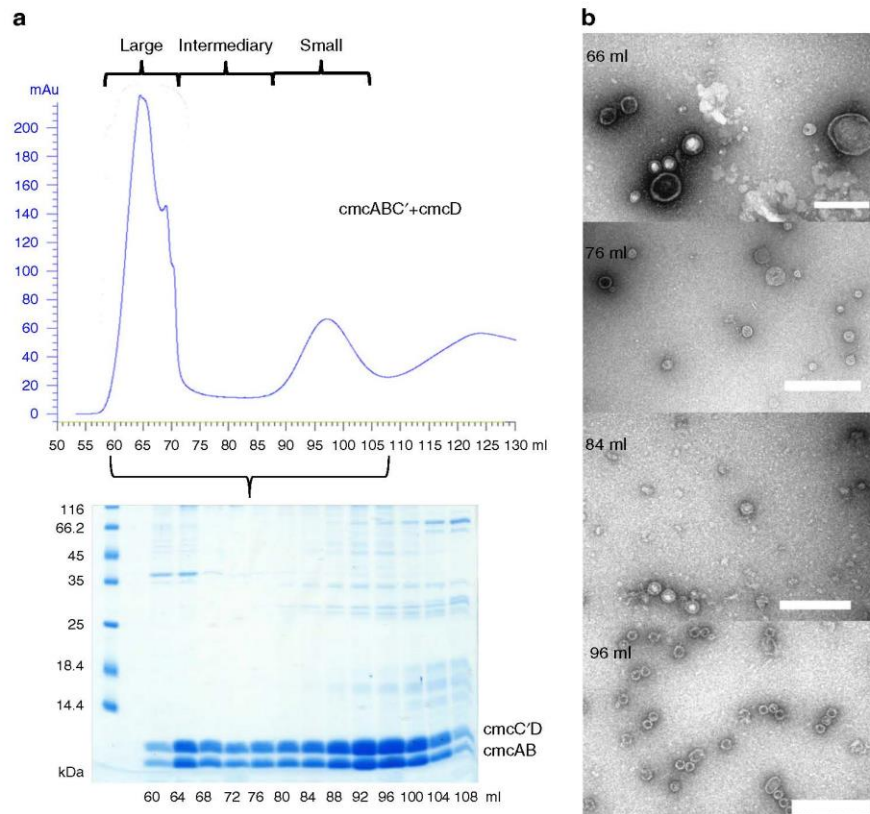 a
Large Intermediary Small
mAu
200
180
160
140
120
100
80
60
40
20
0
cmcABC′+cmcD
50 55 60 65 70 75 80 85 90 95 100 105 110 115 120 125 130 ml
116
66.2
45
35
25
18.4
14.4
kDa
cmcC′D
cmcAB
60 64 68 72 76 80 84 88 92 96 100 104 108 ml
b
66 ml
76 ml
84 ml
96 ml